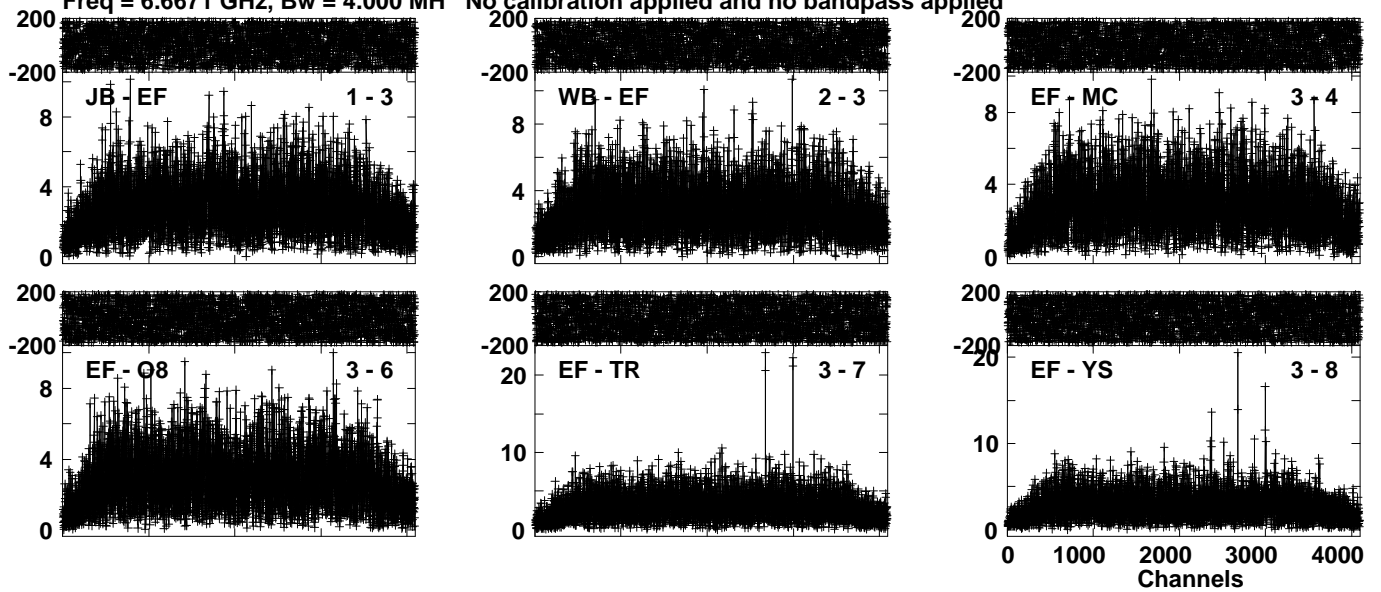 Freq = 6.6671 GHz, Bw = 4.000 MH No calibration applied and no bandpass applied
200 200 200
-200 -200 -200
JB - EF 1 - 3 WB - EF 2 - 3 EF - MC 3 - 4
8 8 8
4 4 4
0 0 0
200 200 200
-200 -200 -200
EF - O8 3 - 6 EF - TR 3 - 7 EF - YS 3 - 8
8 20 20
4 10 10
0 0 0
0 1000 2000 3000 4000
Channels